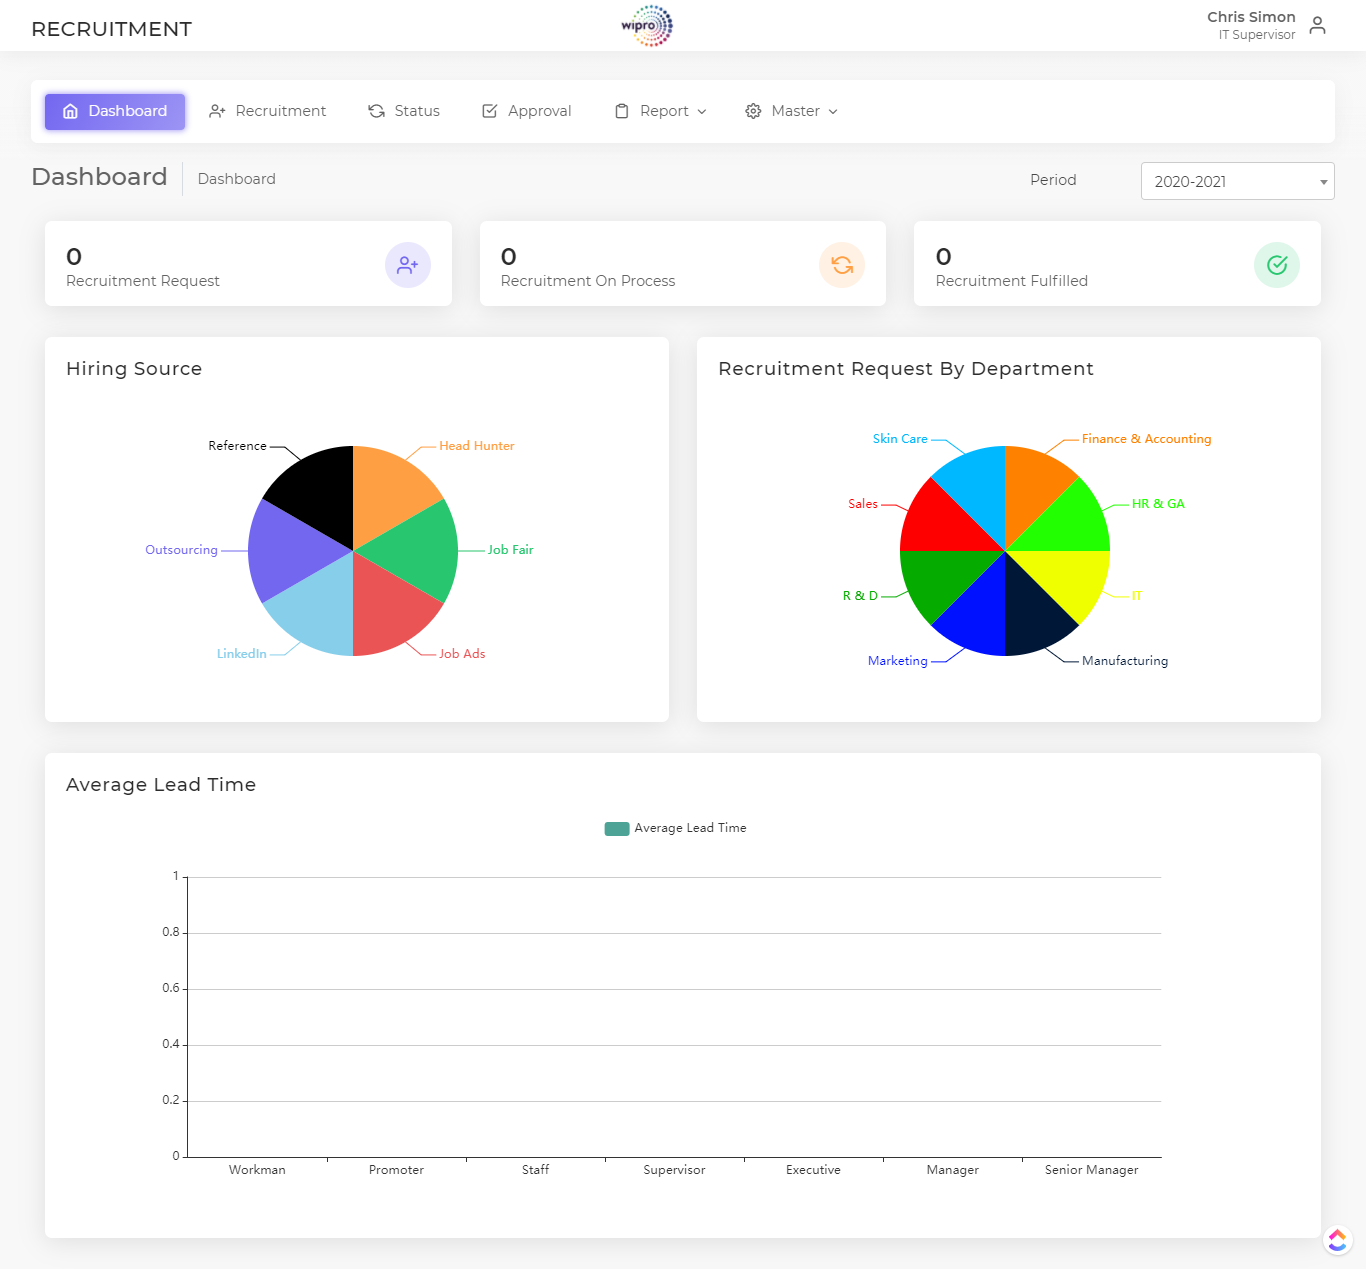 RECRUITMENT
wipro
Chris Simon
IT Supervisor
Dashboard
Recruitment
Status
Approval
Report
Master
Dashboard
Dashboard
Period
2020-2021
0
Recruitment Request
0
Recruitment On Process
0
Recruitment Fulfilled
Hiring Source
Reference
Head Hunter
Outsourcing
Job Fair
LinkedIn
Job Ads
Recruitment Request By Department
Skin Care
Finance & Accounting
Sales
HR & GA
R & D
IT
Marketing
Manufacturing
Average Lead Time
Average Lead Time
1
0.8
0.6
0.4
0.2
0
Workman
Promoter
Staff
Supervisor
Executive
Manager
Senior Manager